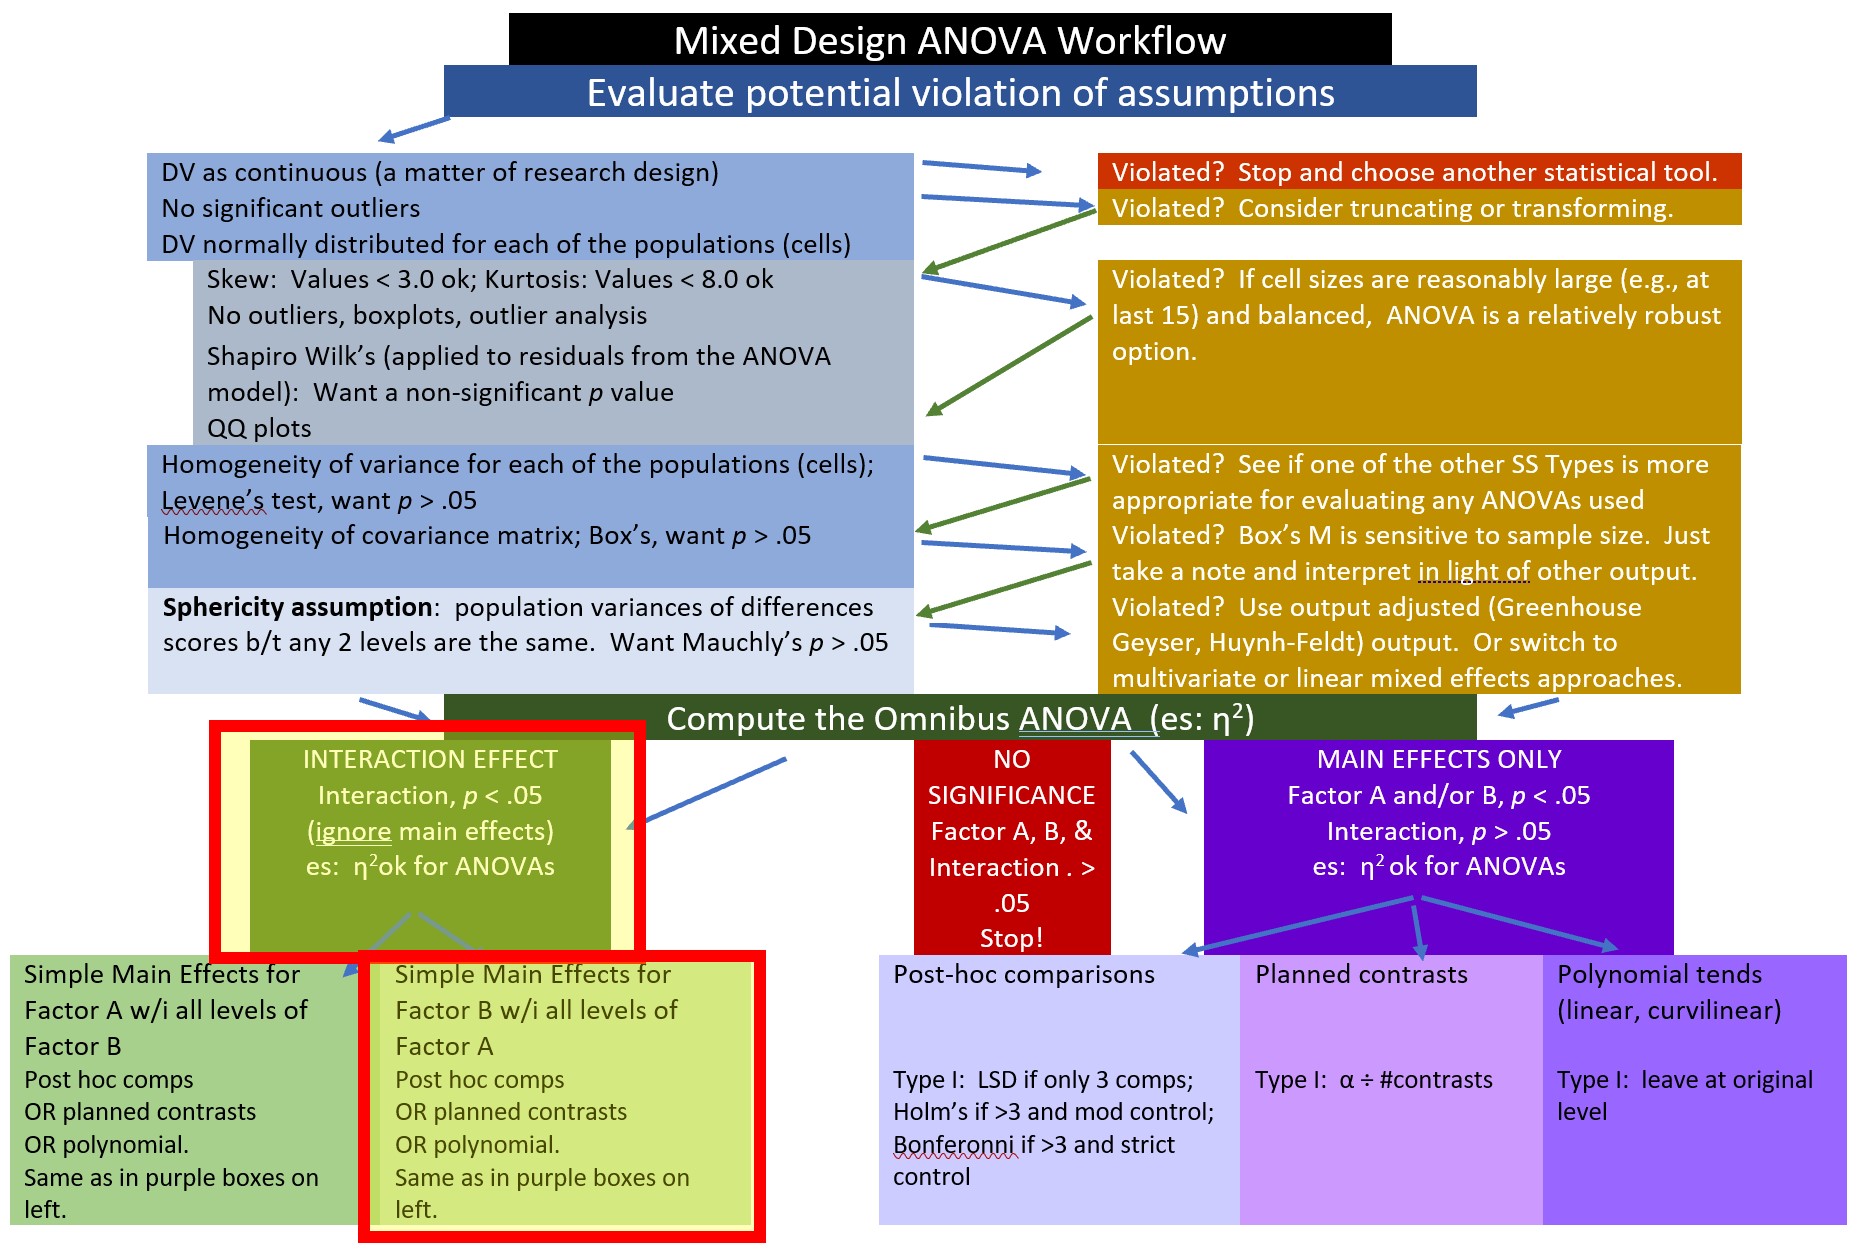 Mixed Design ANOVA Workflow
Evaluate potential violation of assumptions
DV as continuous (a matter of research design)
No significant outliers
DV normally distributed for each of the populations (cells)
Skew:  Values < 3.0 ok; Kurtosis: Values < 8.0 ok
No outliers, boxplots, outlier analysis
Shapiro Wilk’s (applied to residuals from the ANOVA
model):  Want a non-significant p value
QQ plots
Homogeneity of variance for each of the populations (cells);
Levene’s test, want p > .05
Homogeneity of covariance matrix; Box’s, want p > .05
Sphericity assumption:  population variances of differences
scores b/t any 2 levels are the same.  Want Mauchly’s p > .05
Violated?  Stop and choose another statistical tool.
Violated?  Consider truncating or transforming.
Violated?  If cell sizes are reasonably large (e.g., at
last 15) and balanced,  ANOVA is a relatively robust
option.
Violated?  See if one of the other SS Types is more
appropriate for evaluating any ANOVAs used
Violated?  Box’s M is sensitive to sample size.  Just
take a note and interpret in light of other output.
Violated?  Use output adjusted (Greenhouse
Geyser, Huynh-Feldt) output.  Or switch to
multivariate or linear mixed effects approaches.
Compute the Omnibus ANOVA  (es: η²)
INTERACTION EFFECT
Interaction, p < .05
(ignore main effects)
es:  η²ok for ANOVAs
NO
SIGNIFICANCE
Factor A, B, &
Interaction . >
.05
Stop!
MAIN EFFECTS ONLY
Factor A and/or B, p < .05
Interaction, p > .05
es:  η² ok for ANOVAs
Simple Main Effects for
Factor A w/i all levels of
Factor B
Post hoc comps
OR planned contrasts
OR polynomial.
Same as in purple boxes on
left.
Simple Main Effects for
Factor B w/i all levels of
Factor A
Post hoc comps
OR planned contrasts
OR polynomial.
Same as in purple boxes on
left.
Post-hoc comparisons
Type I:  LSD if only 3 comps;
Holm’s if >3 and mod control;
Bonferonni if >3 and strict
control
Planned contrasts
Type I:  α ÷ #contrasts
Polynomial tends
(linear, curvilinear)
Type I:  leave at original
level